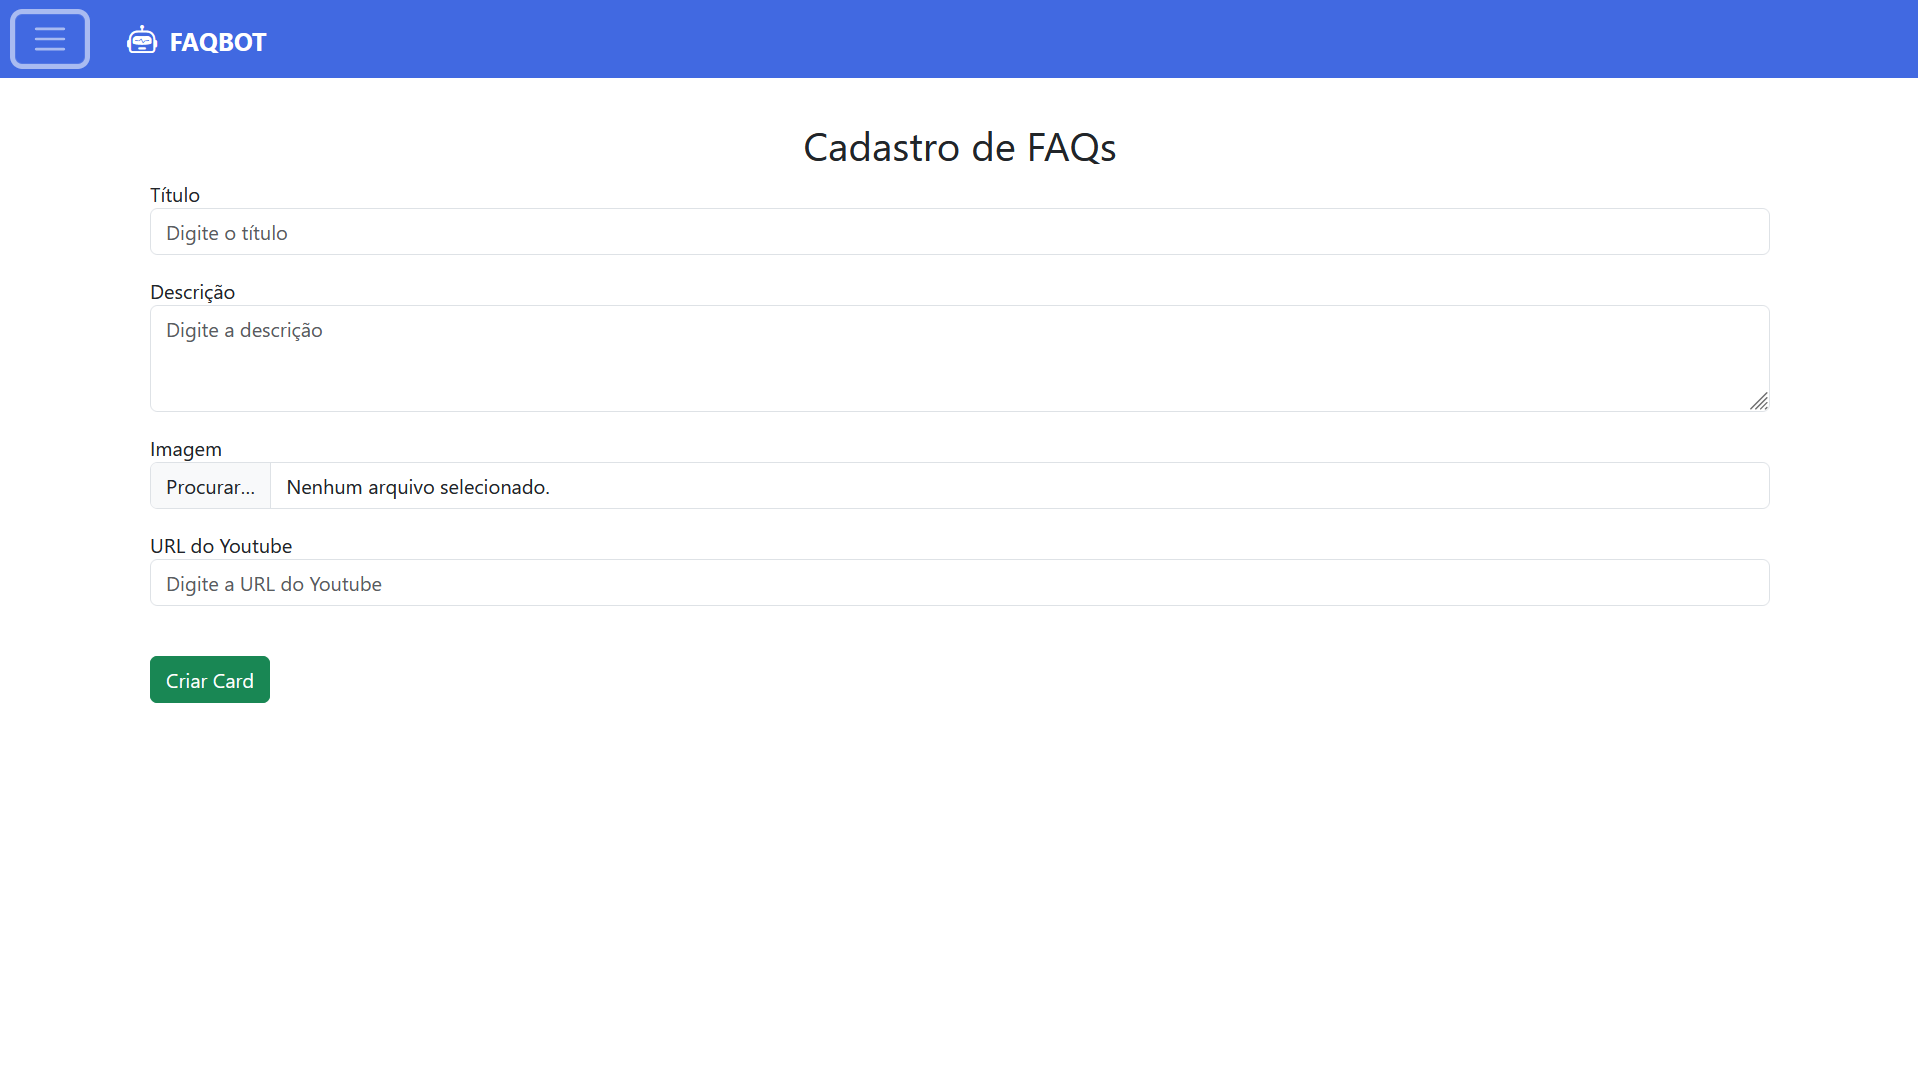 FAQBOT
Cadastro de FAQs
Título
Digite o título
Descrição
Digite a descrição
Imagem
Procurar... Nenhum arquivo selecionado.
URL do Youtube
Digite a URL do Youtube
Criar Card